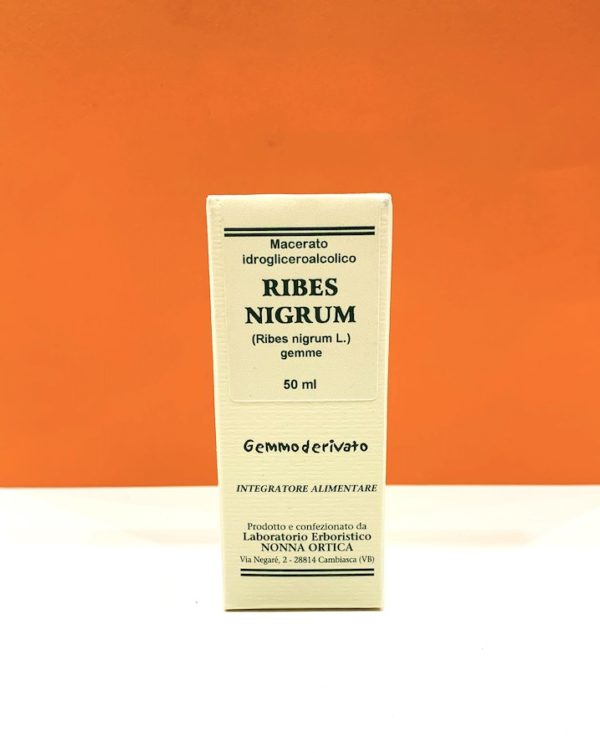 Macerato
idrogliceroalcolico
RIBES
NIGRUM
(Ribes nigrum L.)
gemme
50 ml
Gemmoderivato
INTEGRATORE ALIMENTARE
Prodotto e confezionato da
Laboratorio Erboristico
NONNA ORTICA
Via Negaré, 2 - 28814 Cambiasca (VB)